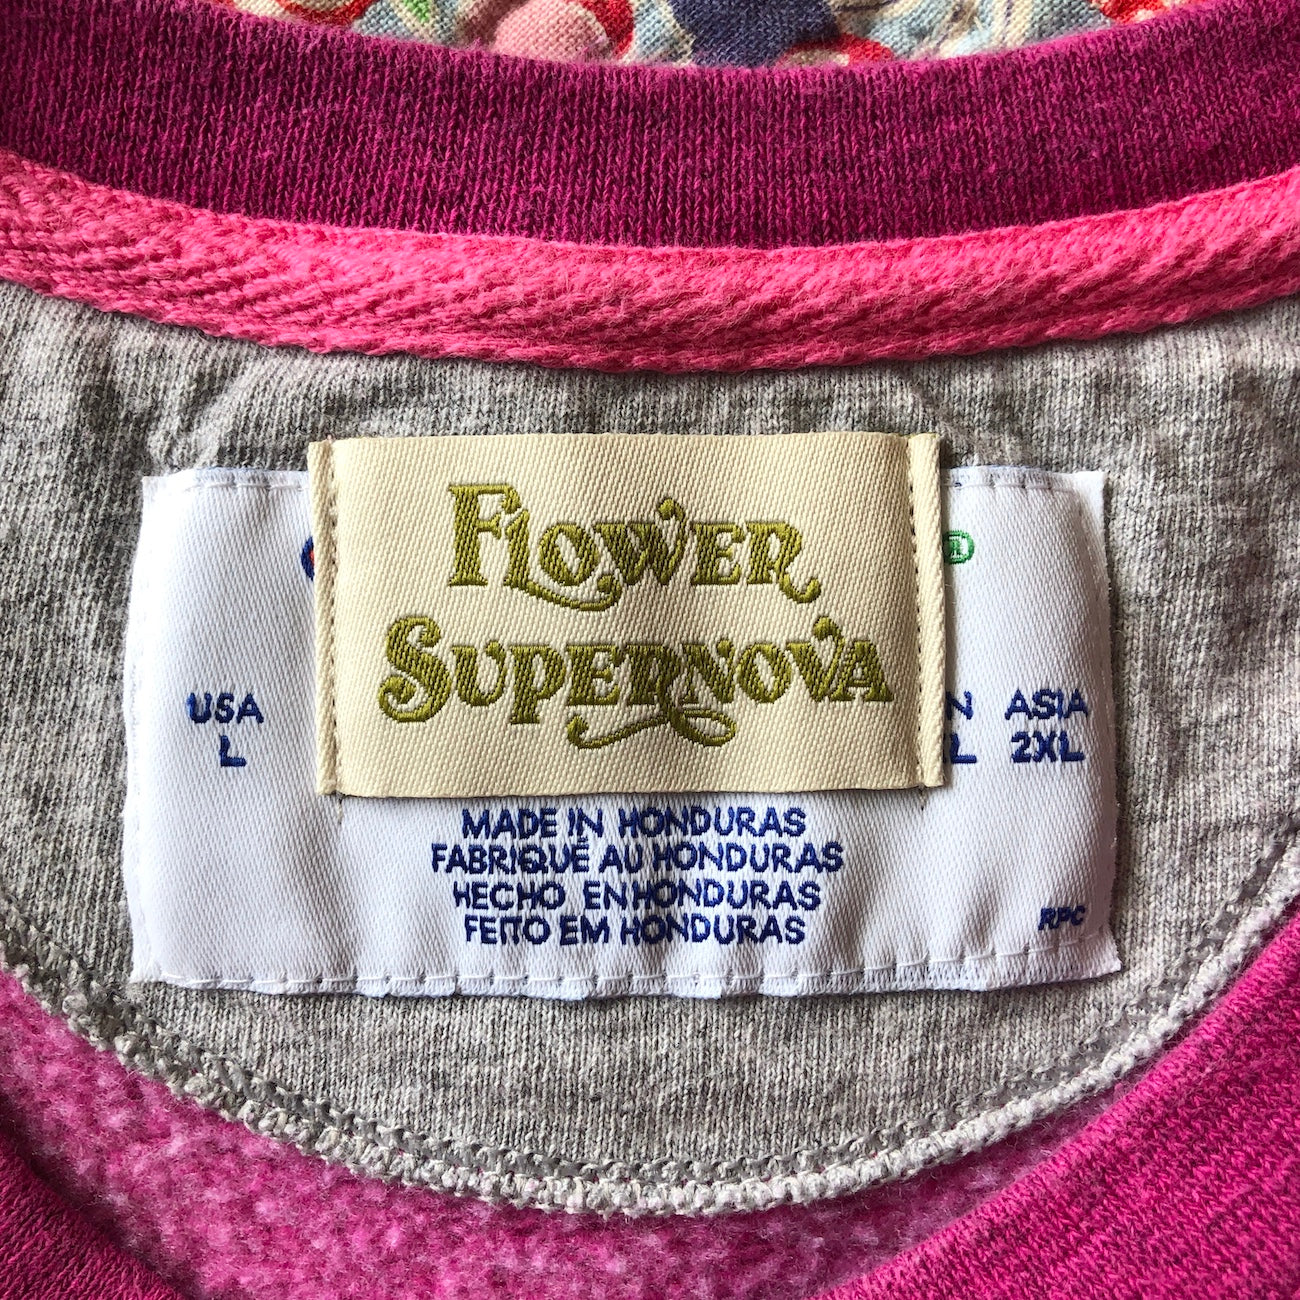 FLOWER
SUPERNOVA
®
USA
L
ASIA
2XL
MADE IN HONDURAS
FABRIQUÉ AU HONDURAS
HECHO EN HONDURAS
FEITO EM HONDURAS
RPC